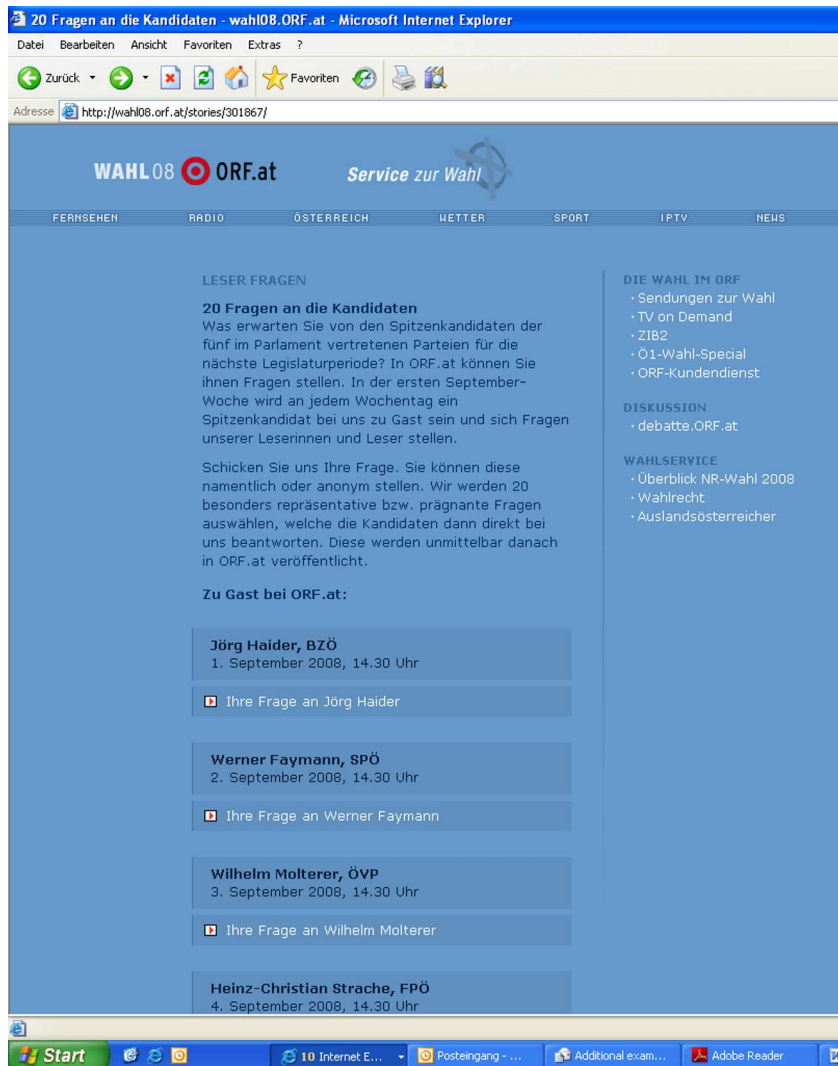 20 Fragen an die Kandidaten - wahl08.ORF.at - Microsoft Internet Explorer
Datei Bearbeiten Ansicht Favoriten Extras ?
Zurück Favoriten
Adresse http://wahl08.orf.at/stories/301867/
WAHL08 ORF.at Service zur Wahl
FERNSEHEN RADIO ÖSTERREICH WETTER SPORT IPTV NEWS
LESER FRAGEN
20 Fragen an die Kandidaten
Was erwarten Sie von den Spitzenkandidaten der
fünf im Parlament vertretenen Parteien für die
nächste Legislaturperiode? In ORF.at können Sie
ihnen Fragen stellen. In der ersten September-
Woche wird an jedem Wochentag ein
Spitzenkandidat bei uns zu Gast sein und sich Fragen
unserer Leserinnen und Leser stellen.
Schicken Sie uns Ihre Frage. Sie können diese
namentlich oder anonym stellen. Wir werden 20
besonders repräsentative bzw. prägnante Fragen
auswählen, welche die Kandidaten dann direkt bei
uns beantworten. Diese werden unmittelbar danach
in ORF.at veröffentlicht.
Zu Gast bei ORF.at:
Jörg Haider, BZÖ
1. September 2008, 14.30 Uhr
Ihre Frage an Jörg Haider
Werner Faymann, SPÖ
2. September 2008, 14.30 Uhr
Ihre Frage an Werner Faymann
Wilhelm Molterer, ÖVP
3. September 2008, 14.30 Uhr
Ihre Frage an Wilhelm Molterer
Heinz-Christian Strache, FPÖ
4. September 2008, 14.30 Uhr
DIE WAHL IM ORF
· Sendungen zur Wahl
· TV on Demand
· ZIB2
· Ö1-Wahl-Special
· ORF-Kundendienst
DISKUSSION
· debatte.ORF.at
WAHLSERVICE
· Überblick NR-Wahl 2008
· Wahlrecht
· Auslandsösterreicher
Start 10 Internet E... Posteingang - ... Additional exam... Adobe Reader